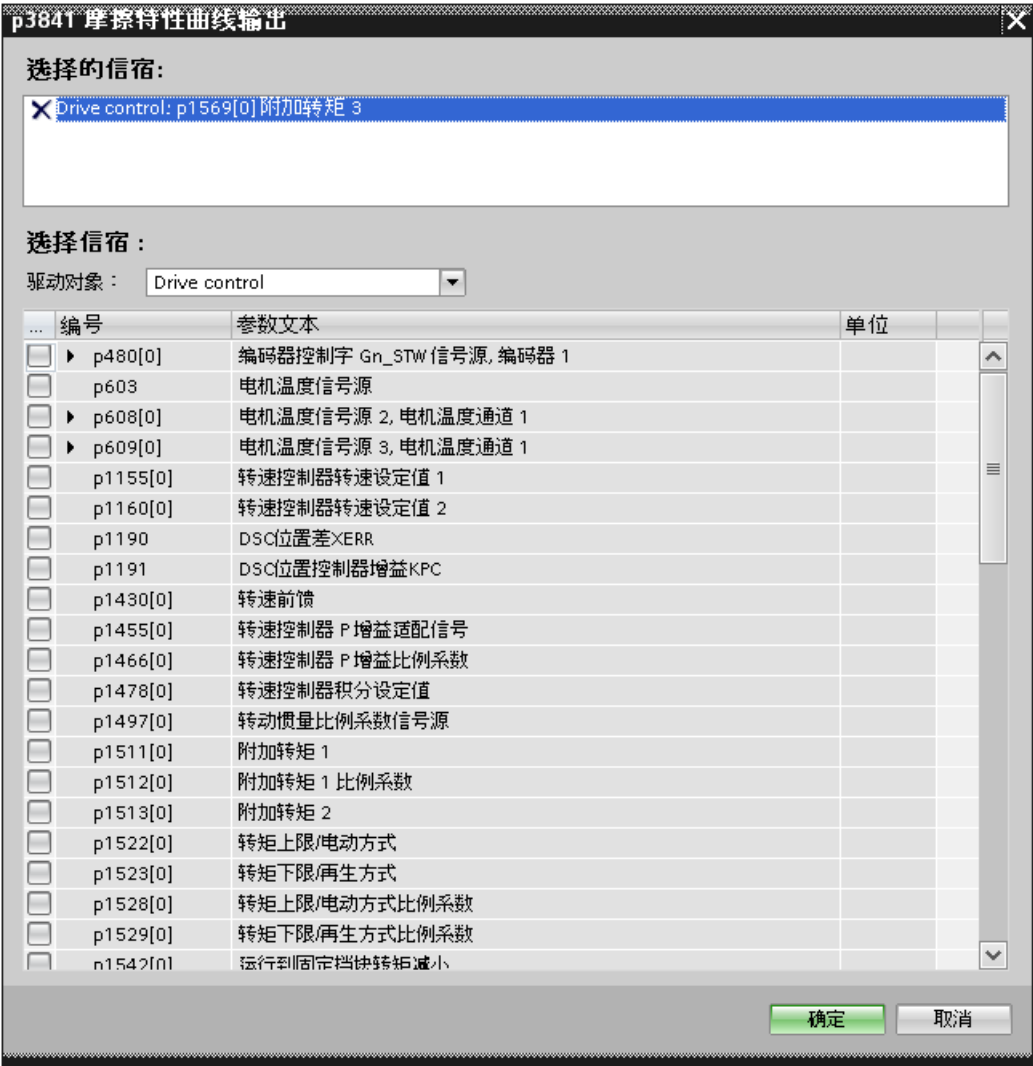 p3841 摩擦特性曲线输出
选择的信宿:
Drive control: p1569[0] 附加转矩 3
选择信宿：
驱动对象： Drive control
... 编号 参数文本 单位
p480[0] 编码器控制字 Gn_STW 信号源, 编码器 1
p603 电机温度信号源
p608[0] 电机温度信号源 2, 电机温度通道 1
p609[0] 电机温度信号源 3, 电机温度通道 1
p1155[0] 转速控制器转速设定值 1
p1160[0] 转速控制器转速设定值 2
p1190 DSC位置差XERR
p1191 DSC位置控制器增益KPC
p1430[0] 转速前馈
p1455[0] 转速控制器 P 增益适配信号
p1466[0] 转速控制器 P 增益比例系数
p1478[0] 转速控制器积分设定值
p1497[0] 转动惯量比例系数信号源
p1511[0] 附加转矩 1
p1512[0] 附加转矩 1 比例系数
p1513[0] 附加转矩 2
p1522[0] 转矩上限/电动方式
p1523[0] 转矩下限/再生方式
p1528[0] 转矩上限/电动方式比例系数
p1529[0] 转矩下限/再生方式比例系数
p1542[0] 运行到固定挡块转矩减小
确定 取消